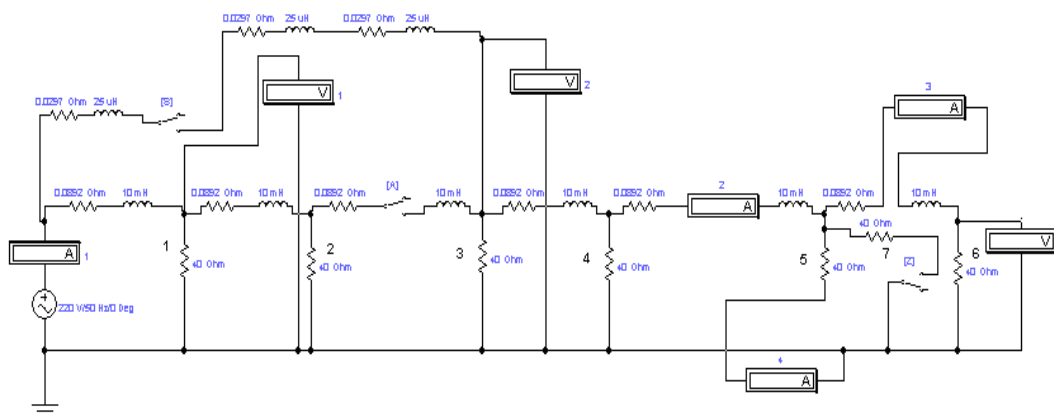 0.0297 Ohm 25 uH 0.0297 Ohm 25 uH
V 1
V 2
0.0297 Ohm 25 uH [B]
3
A
0.0892 Ohm 10 mH 0.0892 Ohm 10 mH 0.0892 Ohm [A] 10 mH 0.0892 Ohm 10 mH 0.0892 Ohm 2 10 mH 0.0892 Ohm 10 mH
A
A 1
1 40 Ohm
2 40 Ohm
3 40 Ohm
4 40 Ohm
5 40 Ohm
40 Ohm
7
[Z]
6 40 Ohm
V
220 V/50 Hz/0 Deg
4
A